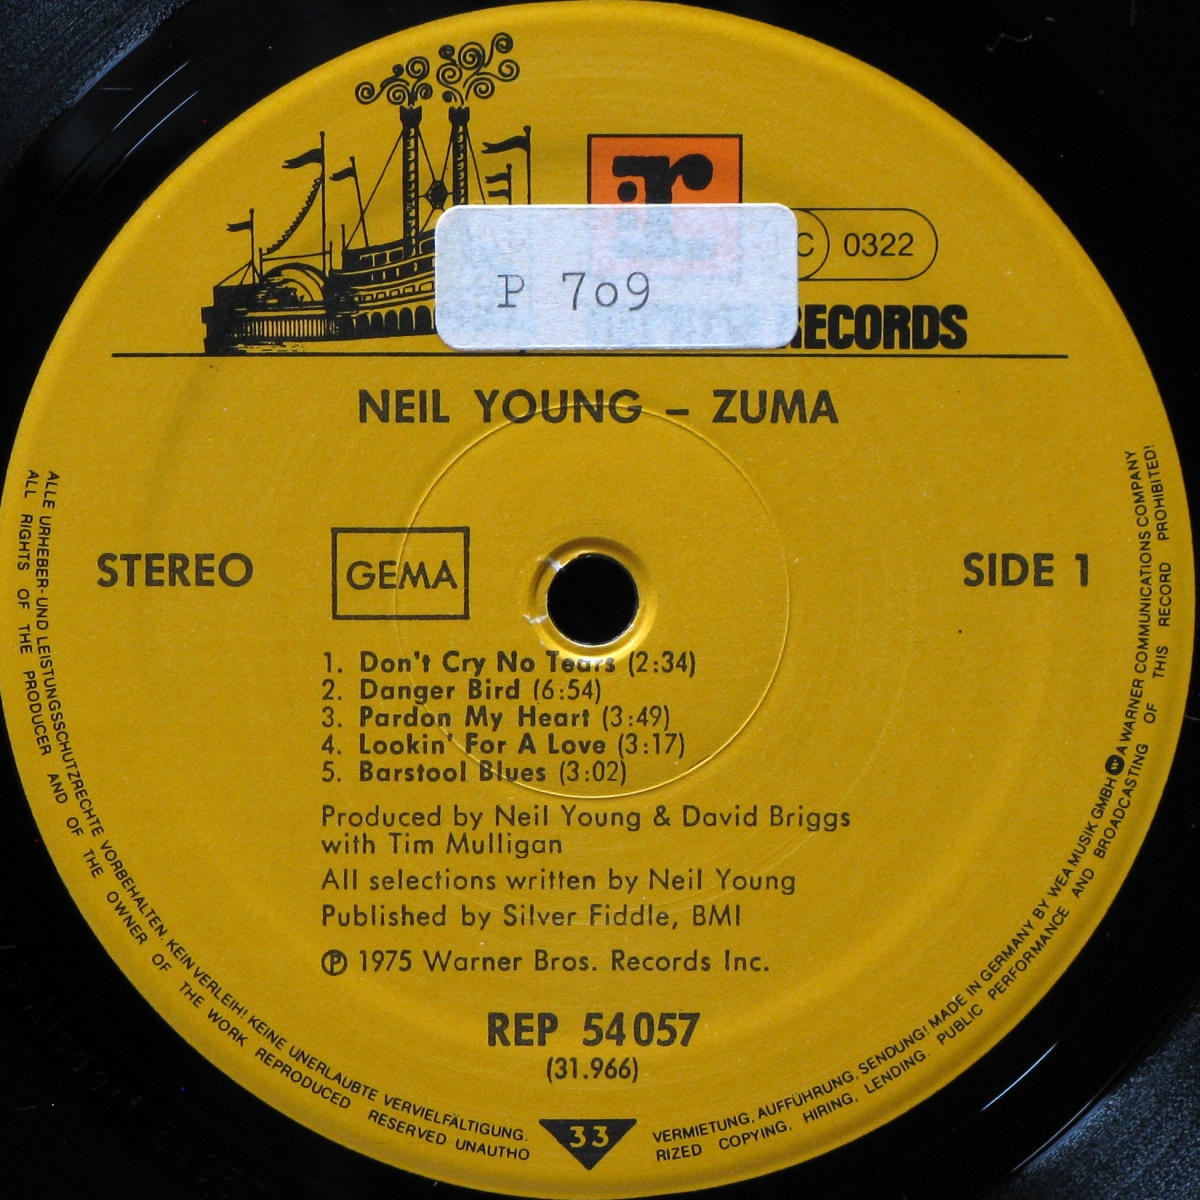 r
P 709
C 0322
RECORDS
NEIL YOUNG – ZUMA
STEREO
GEMA
SIDE 1
1. Don't Cry No Tears (2:34)
2. Danger Bird (6:54)
3. Pardon My Heart (3:49)
4. Lookin' For A Love (3:17)
5. Barstool Blues (3:02)
Produced by Neil Young & David Briggs
with Tim Mulligan
All selections written by Neil Young
Published by Silver Fiddle, BMI
℗ 1975 Warner Bros. Records Inc.
REP 54 057
(31.966)
33
ALLE URHEBER- UND LEISTUNGSSCHUTZRECHTE VORBEHALTEN. KEIN VERLEIH! KEINE UNERLAUBTE VERVIELFÄLTIGUNG. VERMIETUNG, AUFFÜHRUNG, SENDUNG! MADE IN GERMANY BY WEA MUSIK GMBH W A WARNER COMMUNICATIONS COMPANY
ALL RIGHTS OF THE PRODUCER AND OF THE OWNER OF THE WORK REPRODUCED RESERVED UNAUTHORIZED COPYING, HIRING, LENDING. PUBLIC PERFORMANCE AND BROADCASTING OF THIS RECORD PROHIBITED!